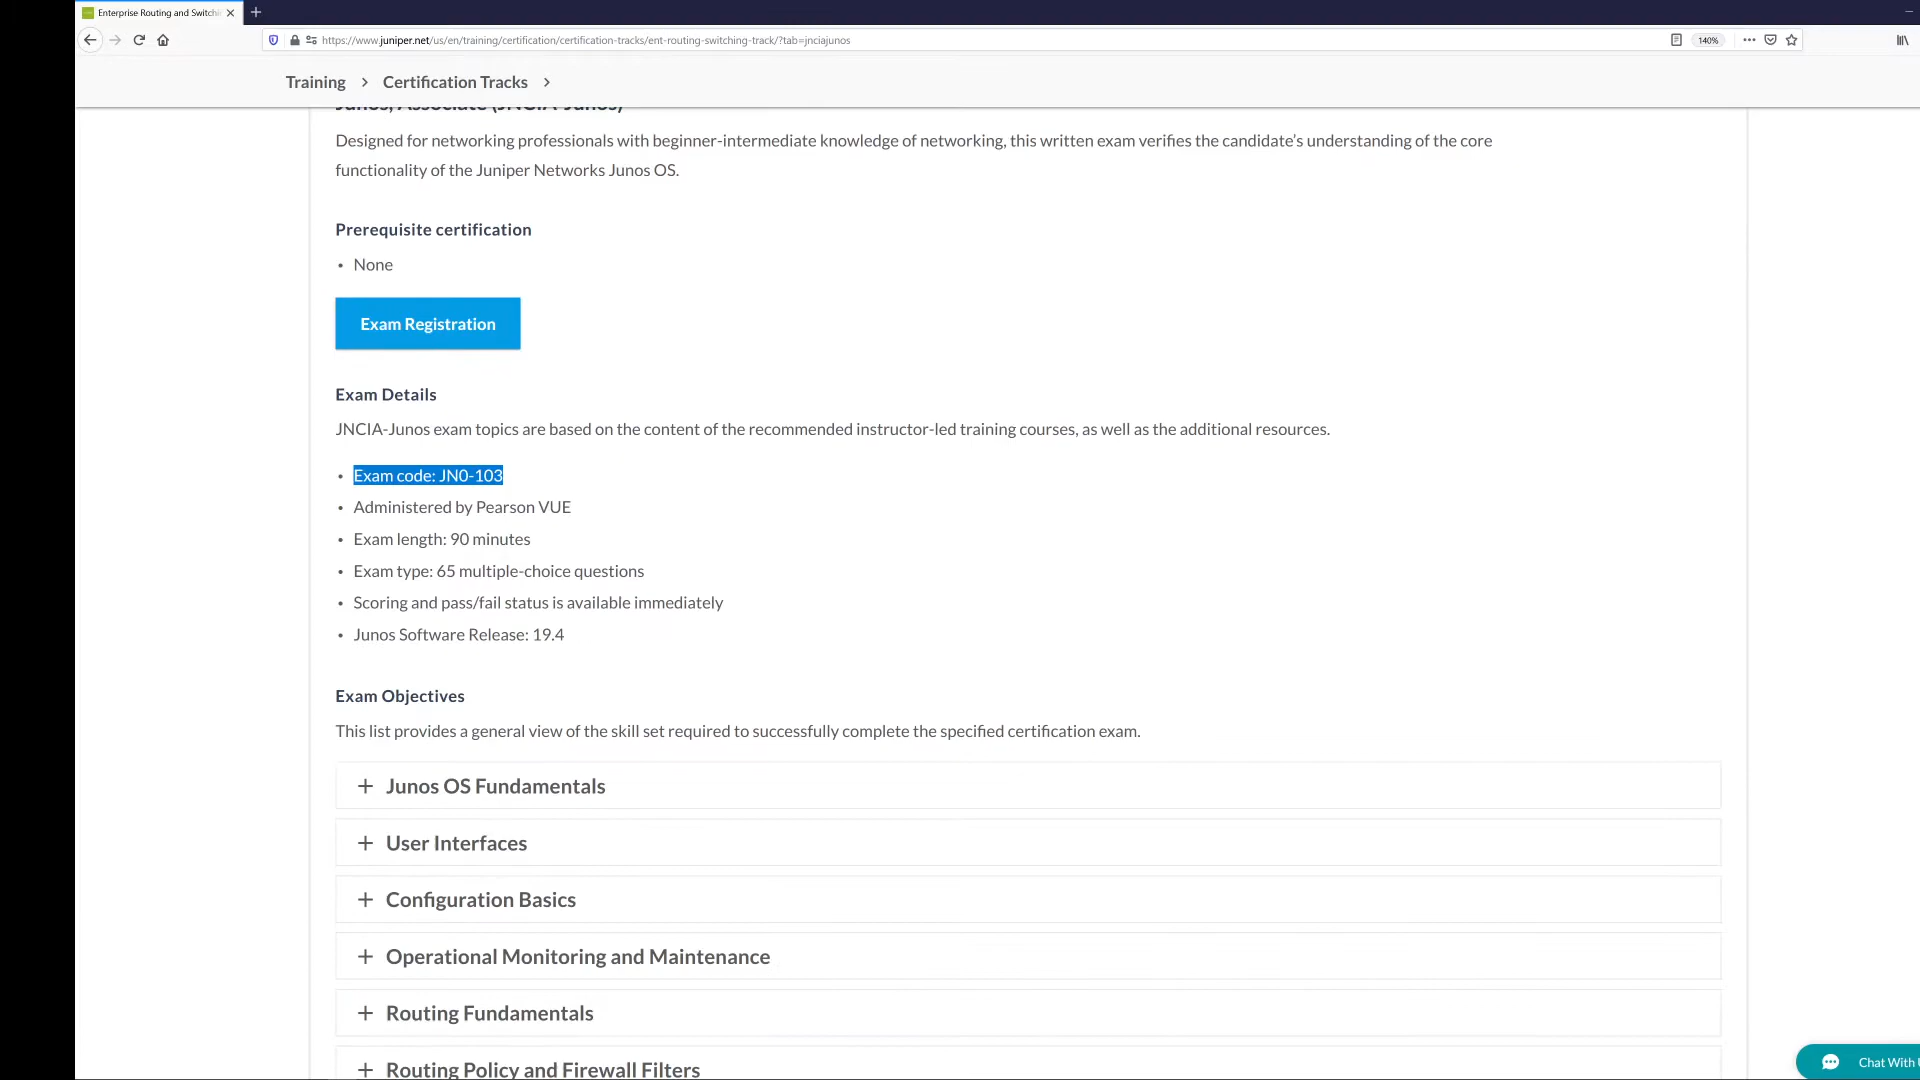 Enterprise Routing and Switchi
https://www.juniper.net/us/en/training/certification/certification-tracks/ent-routing-switching-track/?tab=jnciajunos
140%
Training > Certification Tracks >
Junos, Associate (JNCIA-Junos)
Designed for networking professionals with beginner-intermediate knowledge of networking, this written exam verifies the candidate’s understanding of the core
functionality of the Juniper Networks Junos OS.
Prerequisite certification
• None
Exam Registration
Exam Details
JNCIA-Junos exam topics are based on the content of the recommended instructor-led training courses, as well as the additional resources.
• Exam code: JN0-103
• Administered by Pearson VUE
• Exam length: 90 minutes
• Exam type: 65 multiple-choice questions
• Scoring and pass/fail status is available immediately
• Junos Software Release: 19.4
Exam Objectives
This list provides a general view of the skill set required to successfully complete the specified certification exam.
+ Junos OS Fundamentals
+ User Interfaces
+ Configuration Basics
+ Operational Monitoring and Maintenance
+ Routing Fundamentals
+ Routing Policy and Firewall Filters
Chat With